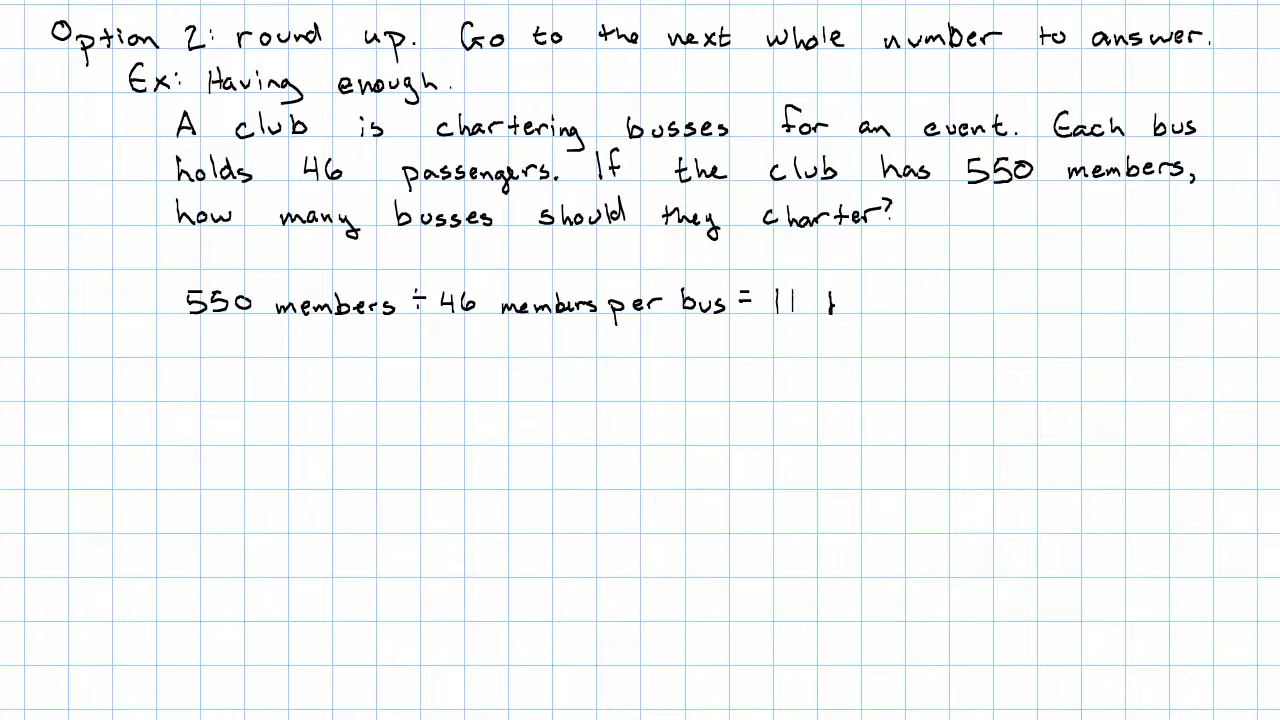 Option 2: round up. Go to the next whole number to answer.
Ex: Having enough.
A club is chartering busses for an event. Each bus
holds 46 passengers. If the club has 550 members,
how many busses should they charter?
550 members ÷ 46 members per bus = 11